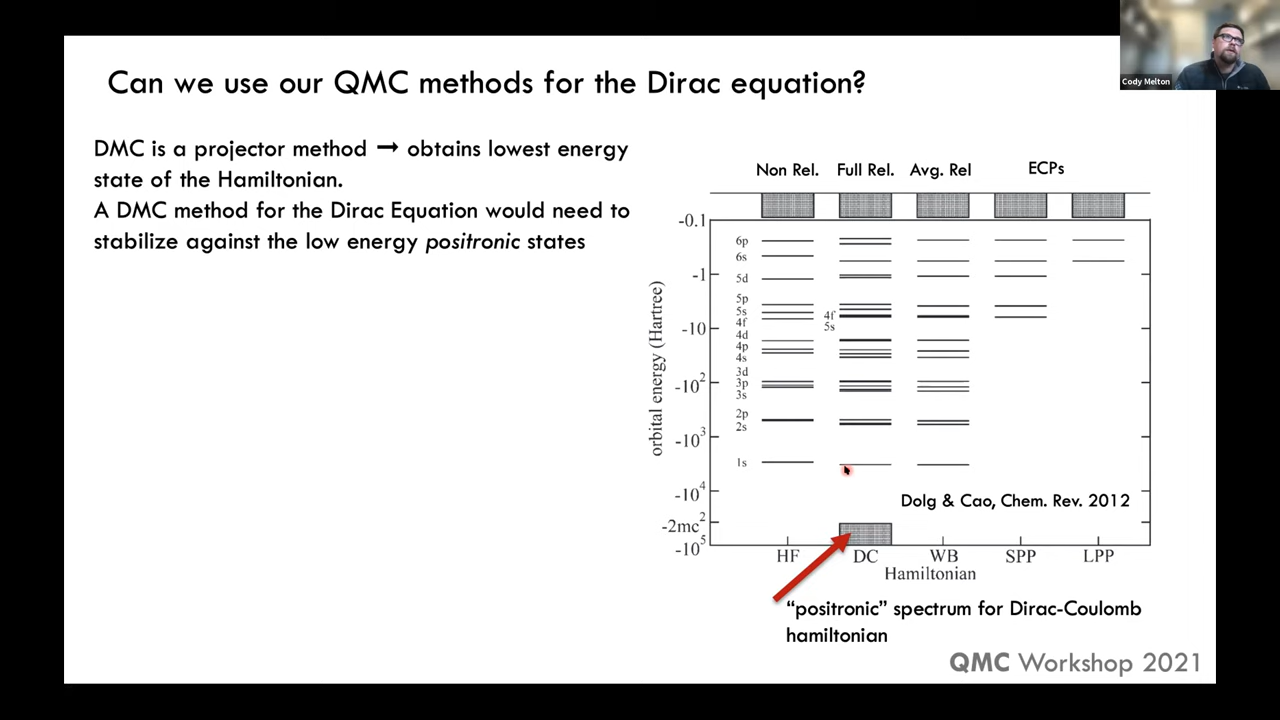 Cody Melton
Can we use our QMC methods for the Dirac equation?
DMC is a projector method → obtains lowest energy
state of the Hamiltonian.
A DMC method for the Dirac Equation would need to
stabilize against the low energy positronic states
Non Rel. Full Rel. Avg. Rel ECPs
-0.1
6p
6s
-1
5d
5p
5s
4f
4f
5s
-10
4d
4p
4s
3d
-10²
3p
3s
2p
2s
-10³
1s
-10⁴
-2mc²
-10⁵
orbital energy (Hartree)
Dolg & Cao, Chem. Rev. 2012
HF DC WB SPP LPP
Hamiltonian
“positronic” spectrum for Dirac-Coulomb
hamiltonian
QMC Workshop 2021